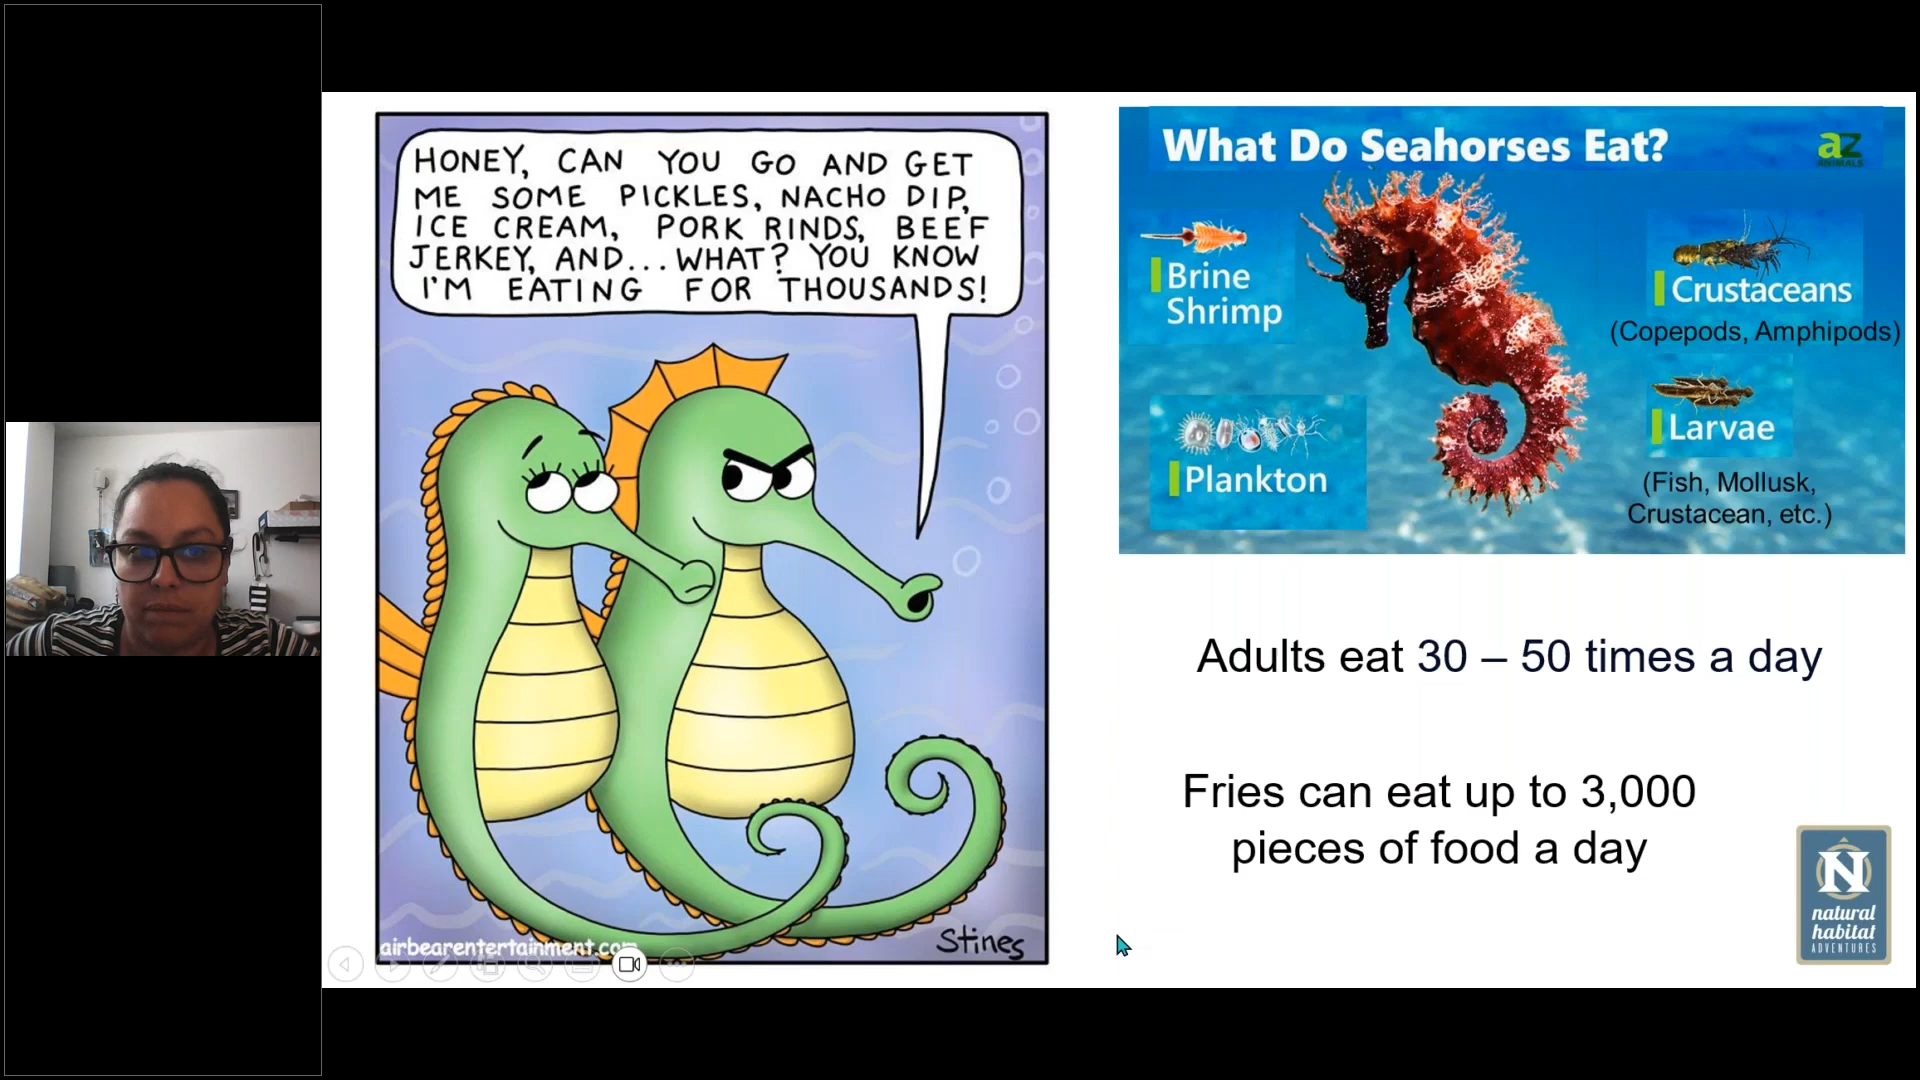 HONEY, CAN YOU GO AND GET
ME SOME PICKLES, NACHO DIP,
ICE CREAM, PORK RINDS, BEEF
JERKEY, AND...WHAT? YOU KNOW
I'M EATING FOR THOUSANDS!
airbearentertainment.com
Stines
What Do Seahorses Eat?
az
ANIMALS
Brine
Shrimp
Crustaceans
(Copepods, Amphipods)
Plankton
Larvae
(Fish, Mollusk,
Crustacean, etc.)
Adults eat 30 – 50 times a day
Fries can eat up to 3,000
pieces of food a day
N
natural
habitat
ADVENTURES